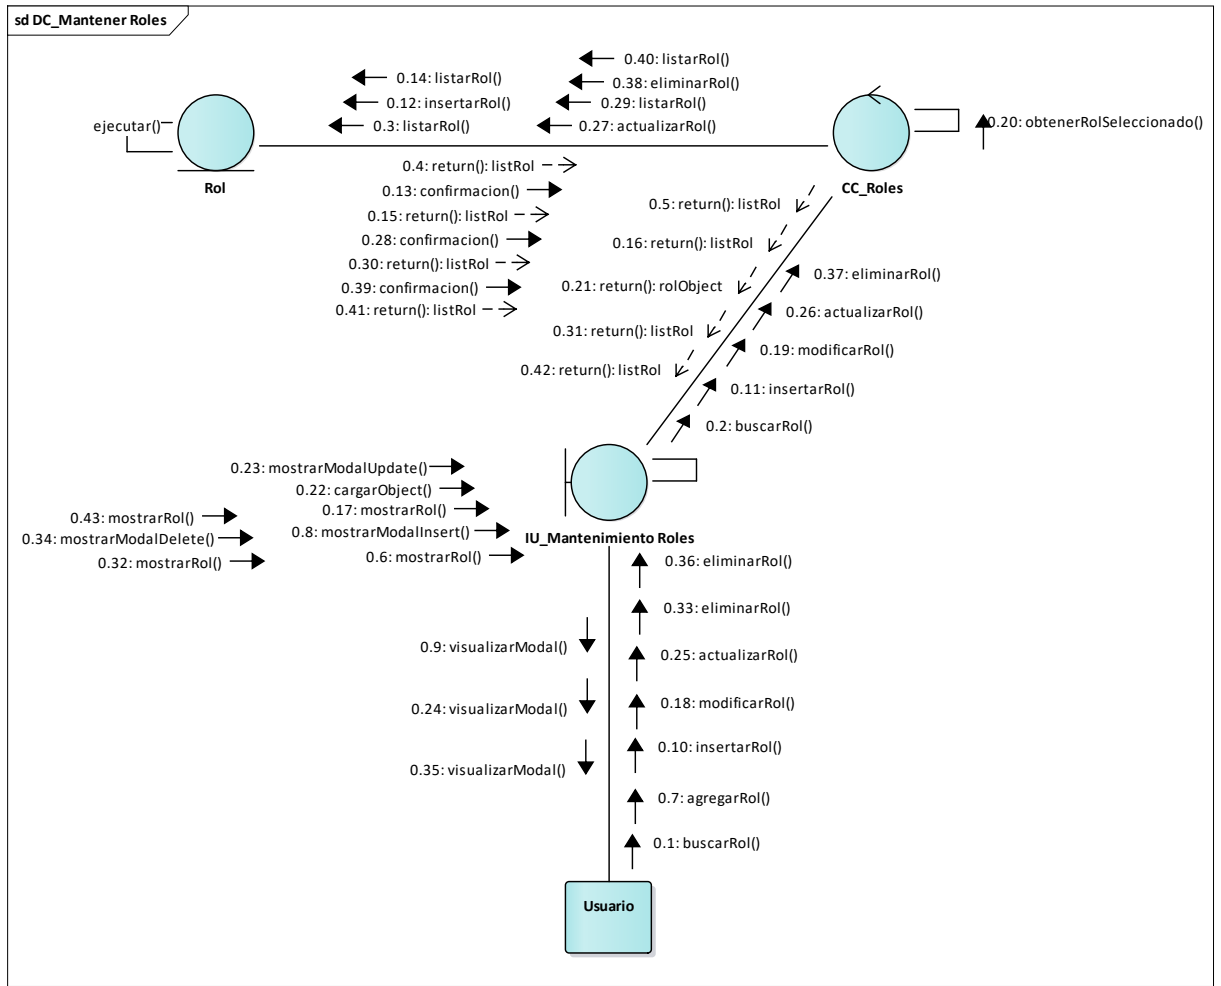 sd DC_Mantener Roles
0.40: listarRol()
0.14: listarRol()
0.38: eliminarRol()
0.12: insertarRol()
0.29: listarRol()
ejecutar()
0.3: listarRol()
0.27: actualizarRol()
0.20: obtenerRolSeleccionado()
Rol
CC_Roles
0.4: return(): listRol
0.13: confirmacion()
0.15: return(): listRol
0.28: confirmacion()
0.30: return(): listRol
0.39: confirmacion()
0.41: return(): listRol
0.5: return(): listRol
0.16: return(): listRol
0.21: return(): rolObject
0.31: return(): listRol
0.42: return(): listRol
0.37: eliminarRol()
0.26: actualizarRol()
0.19: modificarRol()
0.11: insertarRol()
0.2: buscarRol()
0.23: mostrarModalUpdate()
0.22: cargarObject()
0.17: mostrarRol()
0.8: mostrarModalInsert()
0.6: mostrarRol()
0.43: mostrarRol()
0.34: mostrarModalDelete()
0.32: mostrarRol()
IU_Mantenimiento Roles
0.36: eliminarRol()
0.33: eliminarRol()
0.25: actualizarRol()
0.18: modificarRol()
0.10: insertarRol()
0.7: agregarRol()
0.1: buscarRol()
0.9: visualizarModal()
0.24: visualizarModal()
0.35: visualizarModal()
Usuario